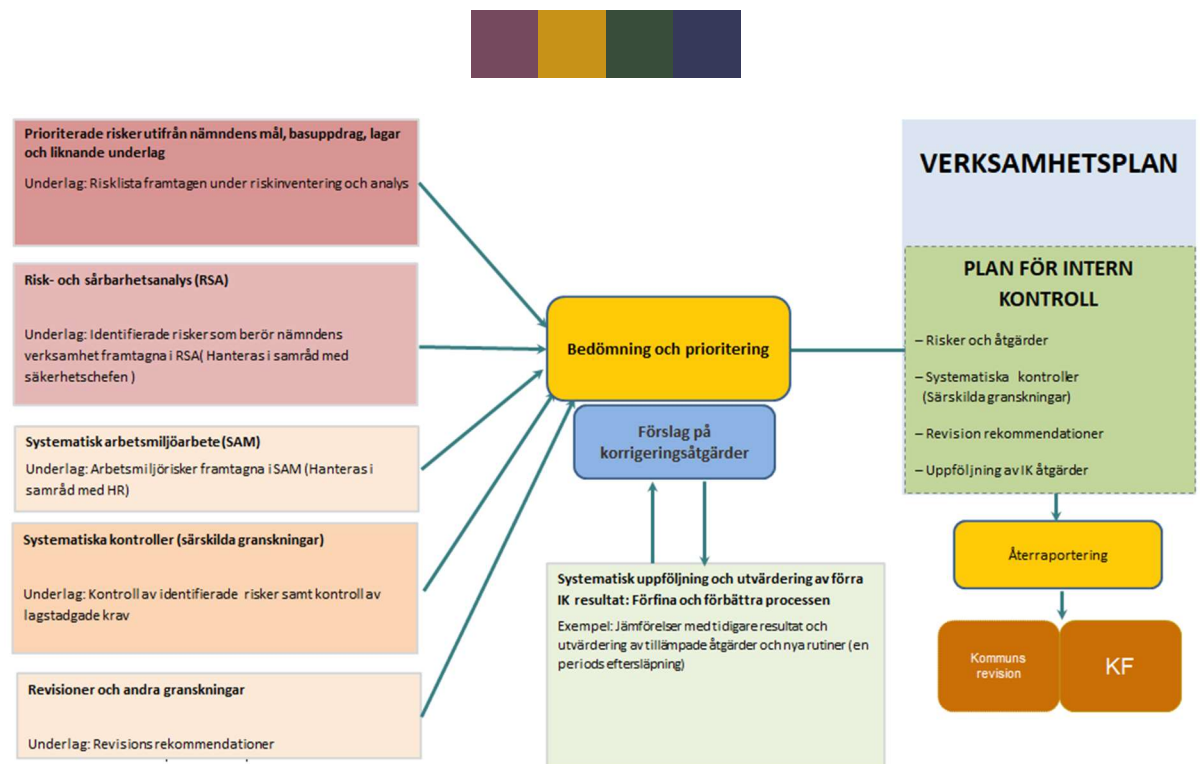 Prioriterade risker utifrån nämndens mål, basuppdrag, lagar
och liknande underlag
Underlag: Risklista framtagen under riskinventering och analys
Risk- och sårbarhetsanalys (RSA)
Underlag: Identifierade risker som berör nämndens
verksamhet framtagna i RSA( Hanteras i samråd med
säkerhetschefen )
Systematisk arbetsmiljöarbete (SAM)
Underlag: Arbetsmiljörisker framtagna i SAM (Hanteras i
samråd med HR)
Systematiska kontroller (särskilda granskningar)
Underlag: Kontroll av identifierade risker samt kontroll av
lagstadgade krav
Revisioner och andra granskningar
Underlag: Revisions rekommendationer
Bedömning och prioritering
Förslag på
korrigeringsåtgärder
Systematisk uppföljning och utvärdering av förra
IK resultat: Förfina och förbättra processen
Exempel: Jämförelser med tidigare resultat och
utvärdering av tillämpade åtgärder och nya rutiner (en
periods eftersläpning)
VERKSAMHETSPLAN
PLAN FÖR INTERN
KONTROLL
– Risker och åtgärder
– Systematiska kontroller
(Särskilda granskningar)
– Revision rekommendationer
– Uppföljning av IK åtgärder
Återraportering
Kommuns
revision
KF